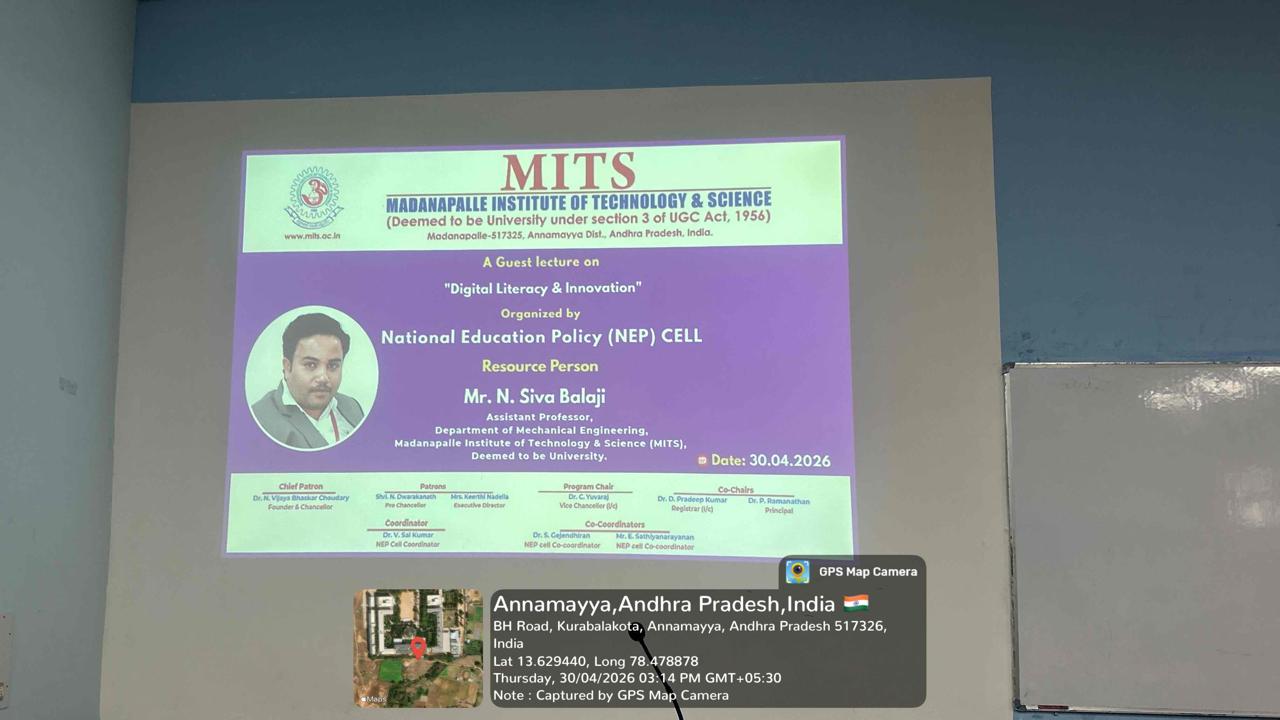 MITS
MADANAPALLE INSTITUTE OF TECHNOLOGY & SCIENCE
(Deemed to be University under section 3 of UGC Act, 1956)
www.mits.ac.in
Madanapalle-517325, Annamayya Dist., Andhra Pradesh, India.
A Guest lecture on
"Digital Literacy & Innovation"
Organized by
National Education Policy (NEP) CELL
Resource Person
Mr. N. Siva Balaji
Assistant Professor,
Department of Mechanical Engineering,
Madanapalle Institute of Technology & Science (MITS),
Deemed to be University.
Date: 30.04.2026
Chief Patron
Dr. N. Vijaya Bhaskar Choudary
Founder & Chancellor
Patrons
Shri. N. Dwarakanath Mrs. Keerthi Nadella
Pro Chancellor Executive Director
Program Chair
Dr. C. Yuvaraj
Vice Chancellor (i/c)
Co-Chairs
Dr. D. Pradeep Kumar Dr. P. Ramanathan
Registrar (i/c) Principal
Coordinator
Dr. V. Sai Kumar
NEP Cell Coordinator
Co-Coordinators
Dr. S. Gajendhiran Mr. E. Sathiyanarayanan
NEP cell Co-coordinator NEP cell Co-coordinator
GPS Map Camera
Annamayya,Andhra Pradesh,India
BH Road, Kurabalakota, Annamayya, Andhra Pradesh 517326,
India
Lat 13.629440, Long 78.478878
Thursday, 30/04/2026 03:14 PM GMT+05:30
Note : Captured by GPS Map Camera
Maps